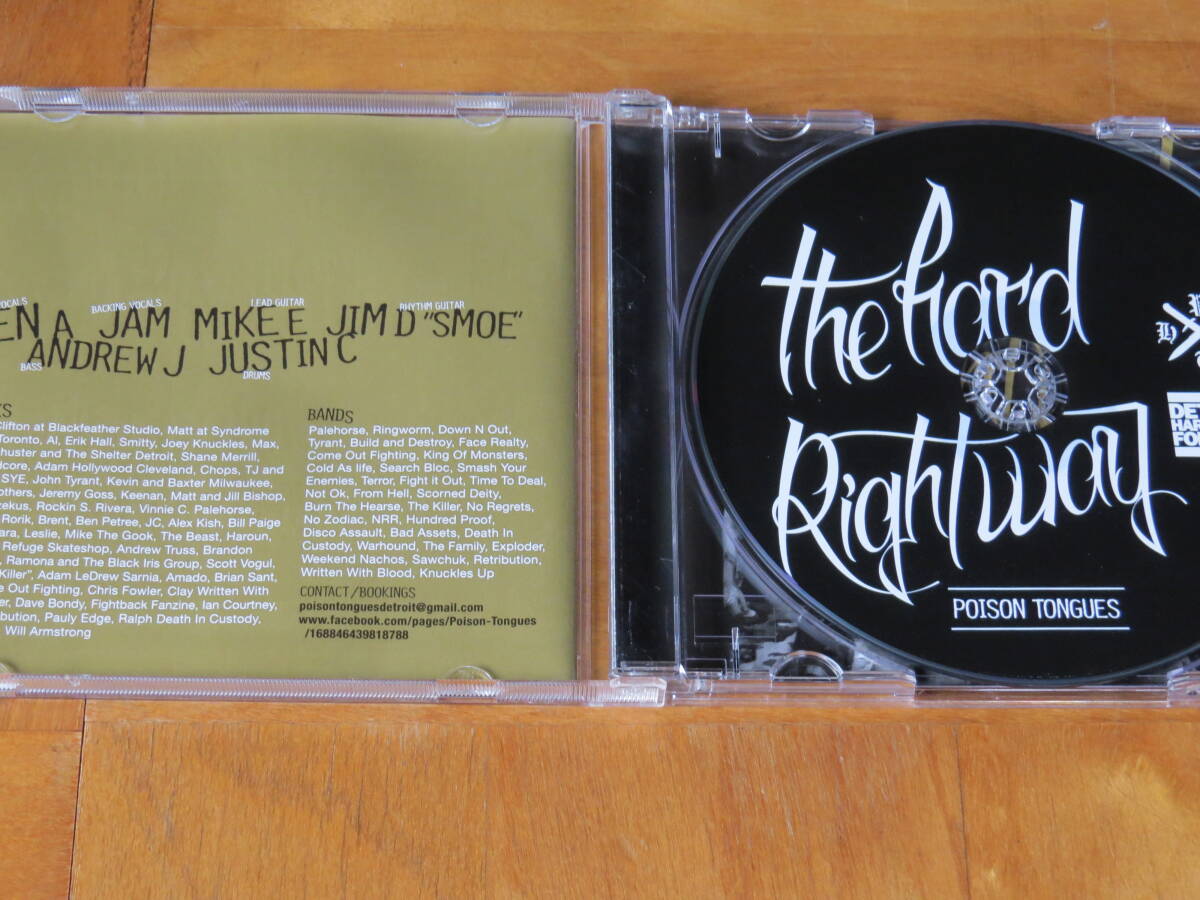 BACKING VOCALS LEAD GUITAR RHYTHM GUITAR
A JAM MIKE E JIM D "SMOE"
ANDREW J JUSTIN C
BASS DRUMS
Clifton at Blackfeather Studio, Matt at Syndrome
Toronto, Al, Erik Hall, Smitty, Joey Knuckles, Max,
and The Shelter Detroit, Shane Merrill,
Adam Hollywood Cleveland, Chops, TJ and
SYE, John Tyrant, Kevin and Baxter Milwaukee,
Jeremy Goss, Keenan, Matt and Jill Bishop,
Rockin S. Rivera, Vinnie C. Palehorse,
Rorik, Brent, Ben Petree, JC, Alex Kish, Bill Paige
Leslie, Mike The Gook, The Beast, Haroun,
Refuge Skateshop, Andrew Truss, Brandon
Ramona and The Black Iris Group, Scott Vogul,
Killer", Adam LeDrew Sarnia, Amado, Brian Sant,
Out Fighting, Chris Fowler, Clay Written With
Dave Bondy, Fightback Fanzine, Ian Courtney,
Pauly Edge, Ralph Death In Custody,
Will Armstrong
BANDS
Palehorse, Ringworm, Down N Out,
Tyrant, Build and Destroy, Face Realty,
Come Out Fighting, King Of Monsters,
Cold As life, Search Bloc, Smash Your
Enemies, Terror, Fight it Out, Time To Deal,
Not Ok, From Hell, Scorned Deity,
Burn The Hearse, The Killer, No Regrets,
No Zodiac, NRR, Hundred Proof,
Disco Assault, Bad Assets, Death In
Custody, Warhound, The Family, Exploder,
Weekend Nachos, Sawchuk, Retribution,
Written With Blood, Knuckles Up
CONTACT/BOOKINGS
poisontonguesdetroit@gmail.com
www.facebook.com/pages/Poison-Tongues
/168846439818788
the hard
Rightway
POISON TONGUES